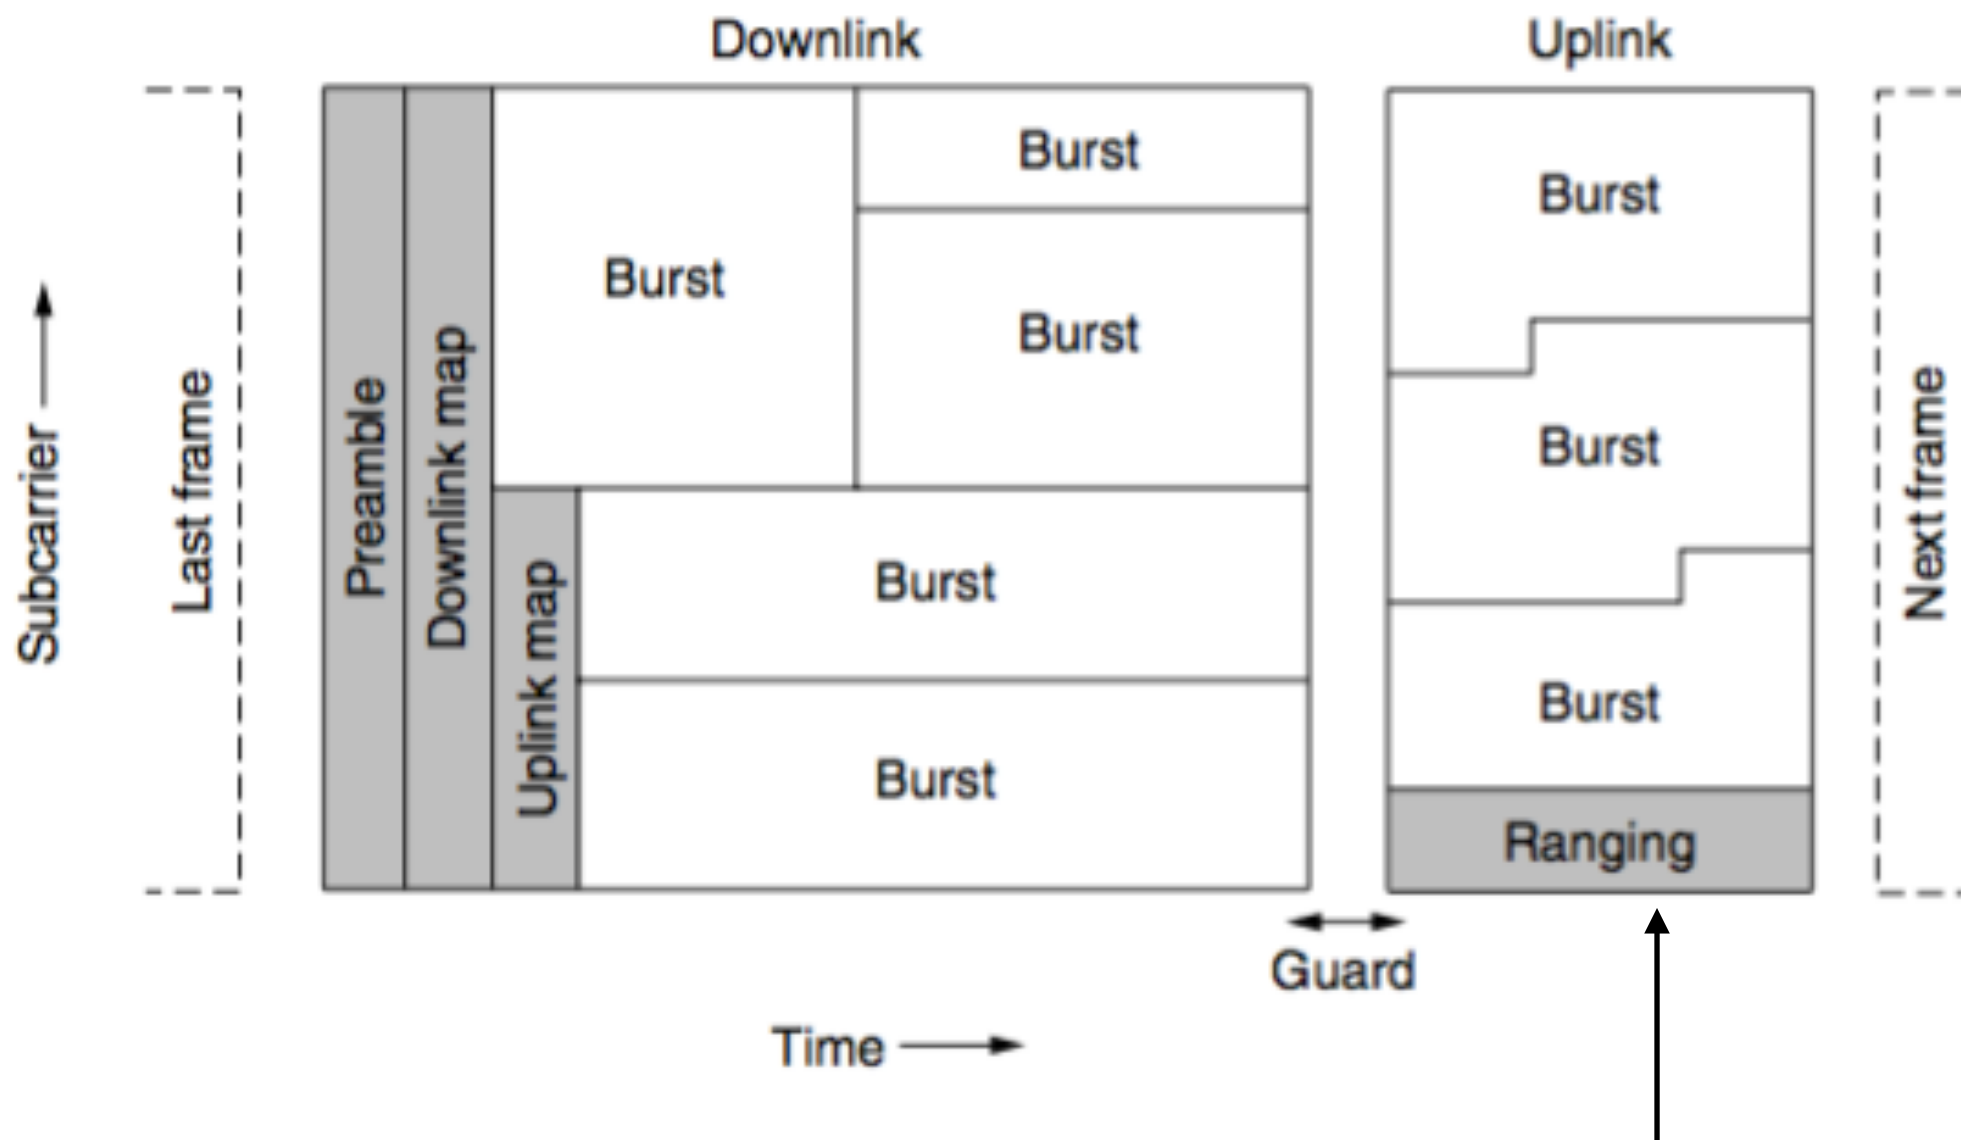 Downlink
Uplink
Subcarrier
Last frame
Preamble
Downlink map
Uplink map
Burst
Burst
Burst
Burst
Burst
Burst
Burst
Burst
Ranging
Next frame
Guard
Time